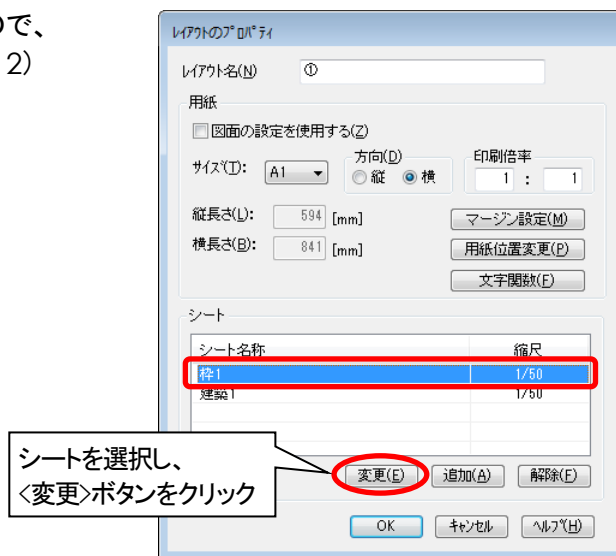 ので、
2)
ﾚｲｱｳﾄのﾌﾟﾛﾊﾟﾃｨ
ﾚｲｱｳﾄ名(N) ①
用紙
図面の設定を使用する(Z)
ｻｲｽﾞ(T): A1 方向(D) 縦 横 印刷倍率 1 : 1
縦長さ(L): 594 [mm] マージン設定(M)
横長さ(B): 841 [mm] 用紙位置変更(P)
文字関数(F)
シート
シート名称 縮尺
枠1 1/50
建築1 1/50
シートを選択し、
<変更>ボタンをクリック
変更(E) 追加(A) 解除(F)
OK ｷｬﾝｾﾙ ﾍﾙﾌﾟ(H)